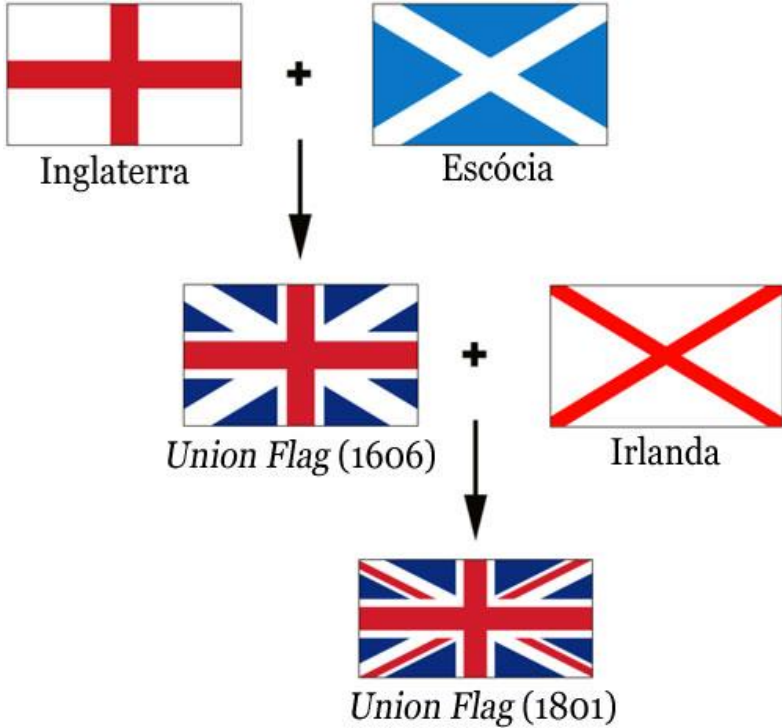 Inglaterra
Escócia
Union Flag (1606)
Irlanda
Union Flag (1801)